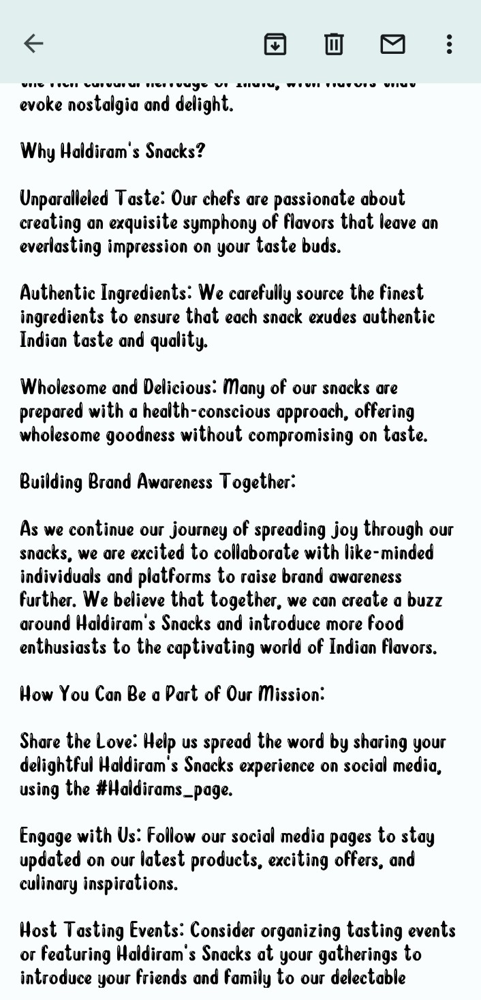 the rich cultural heritage of India, with flavors that
evoke nostalgia and delight.
Why Haldiram's Snacks?
Unparalleled Taste: Our chefs are passionate about
creating an exquisite symphony of flavors that leave an
everlasting impression on your taste buds.
Authentic Ingredients: We carefully source the finest
ingredients to ensure that each snack exudes authentic
Indian taste and quality.
Wholesome and Delicious: Many of our snacks are
prepared with a health-conscious approach, offering
wholesome goodness without compromising on taste.
Building Brand Awareness Together:
As we continue our journey of spreading joy through our
snacks, we are excited to collaborate with like-minded
individuals and platforms to raise brand awareness
further. We believe that together, we can create a buzz
around Haldiram's Snacks and introduce more food
enthusiasts to the captivating world of Indian flavors.
How You Can Be a Part of Our Mission:
Share the Love: Help us spread the word by sharing your
delightful Haldiram's Snacks experience on social media,
using the #Haldirams_page.
Engage with Us: Follow our social media pages to stay
updated on our latest products, exciting offers, and
culinary inspirations.
Host Tasting Events: Consider organizing tasting events
or featuring Haldiram's Snacks at your gatherings to
introduce your friends and family to our delectable